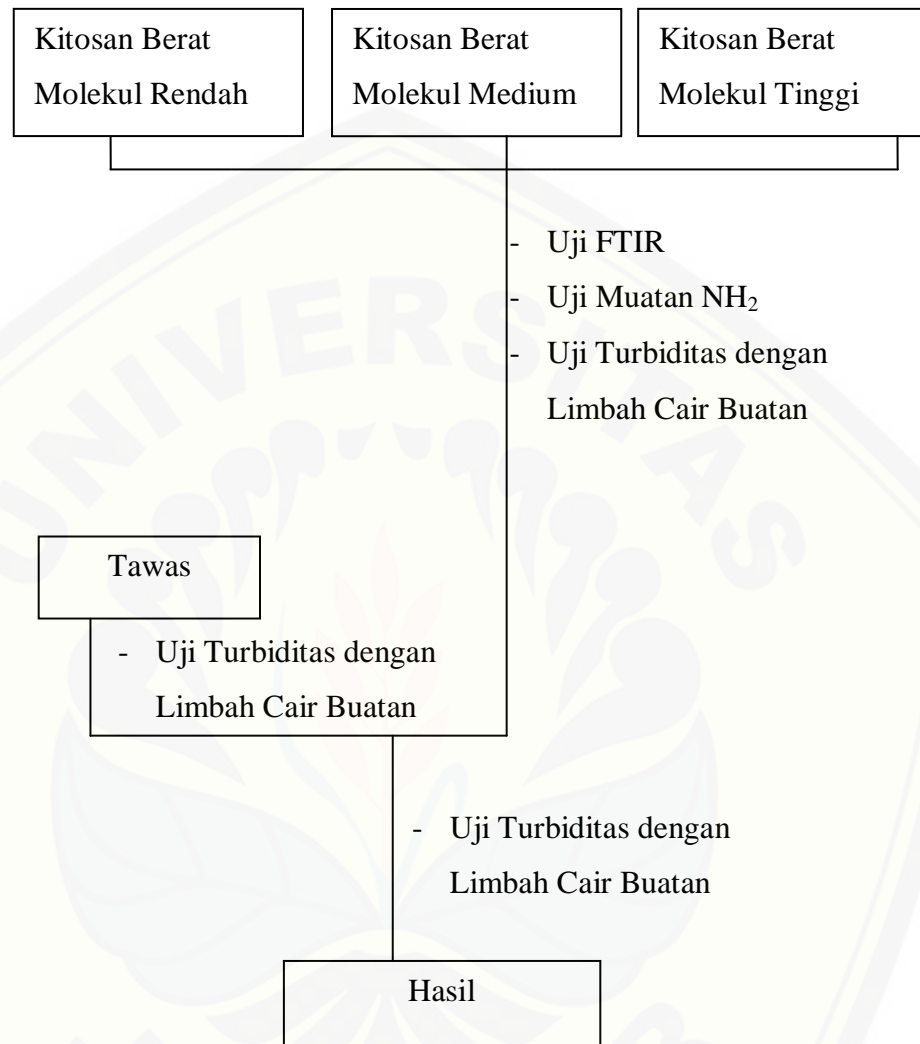 Kitosan Berat
Molekul Rendah
Kitosan Berat
Molekul Medium
Kitosan Berat
Molekul Tinggi
- Uji FTIR
- Uji Muatan NH₂
- Uji Turbiditas dengan
Limbah Cair Buatan
Tawas
- Uji Turbiditas dengan
Limbah Cair Buatan
- Uji Turbiditas dengan
Limbah Cair Buatan
Hasil
UNIVERSITAS